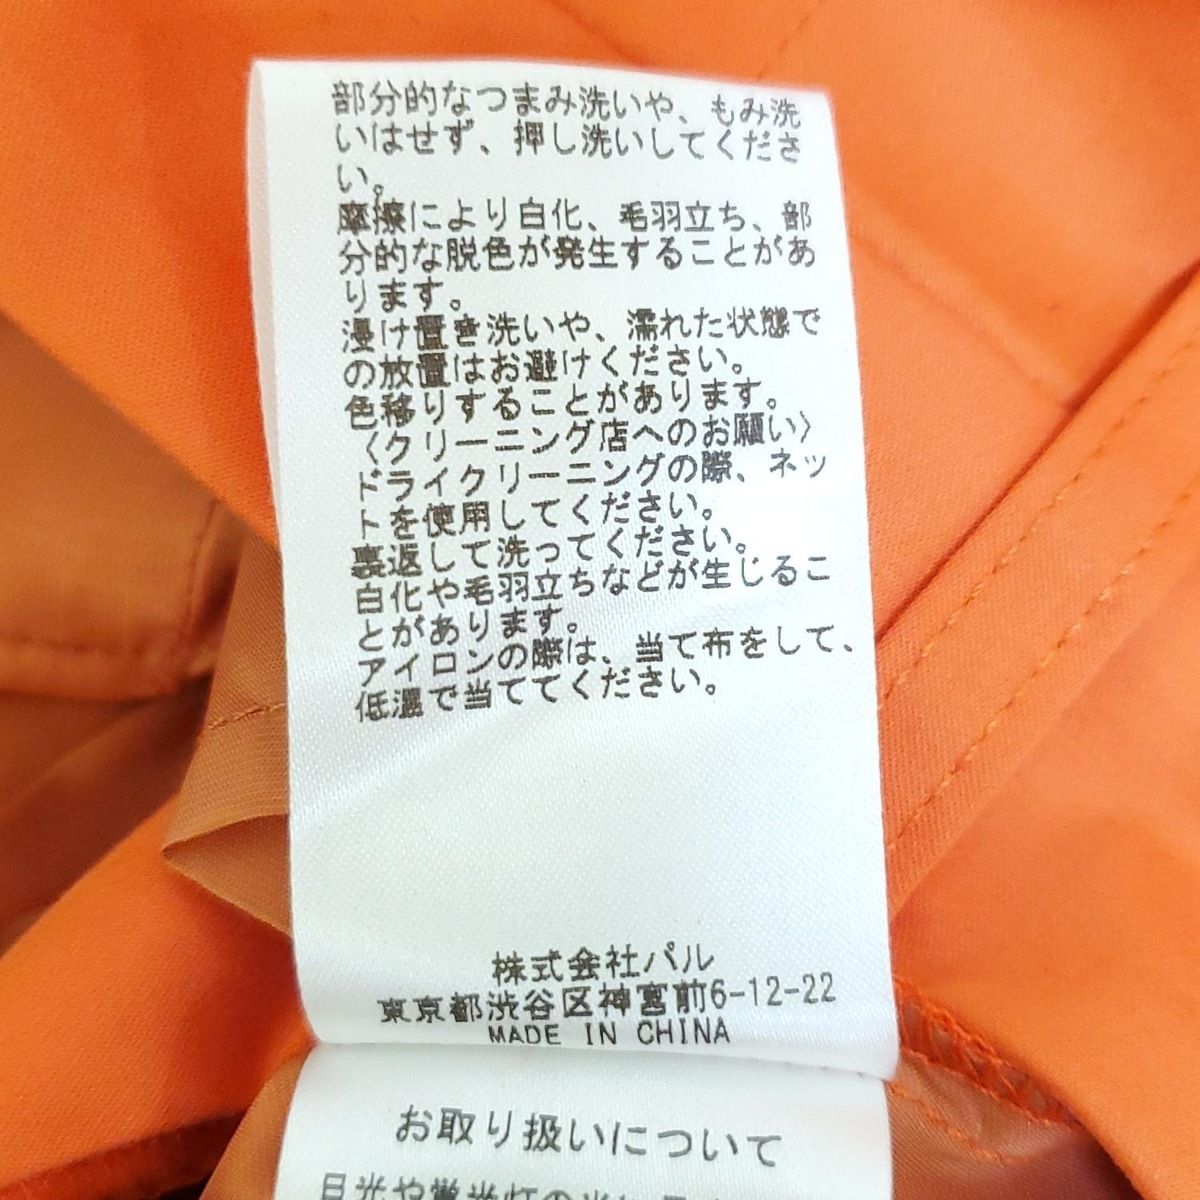 部分的なつまみ洗いや、もみ洗
いはせず、押し洗いしてくださ
い。
摩擦により白化、毛羽立ち、部
分的な脱色が発生することがあ
ります。
浸け置き洗いや、濡れた状態で
の放置はお避けください。
色移りすることがあります。
〈クリーニング店へのお願い〉
ドライクリーニングの際、ネッ
トを使用してください。
裏返して洗ってください。
白化や毛羽立ちなどが生じるこ
とがあります。
アイロンの際は、当て布をして、
低温で当ててください。
株式会社パル
東京都渋谷区神宮前6-12-22
MADE IN CHINA
お取り扱いについて
日光や蛍光灯の光に